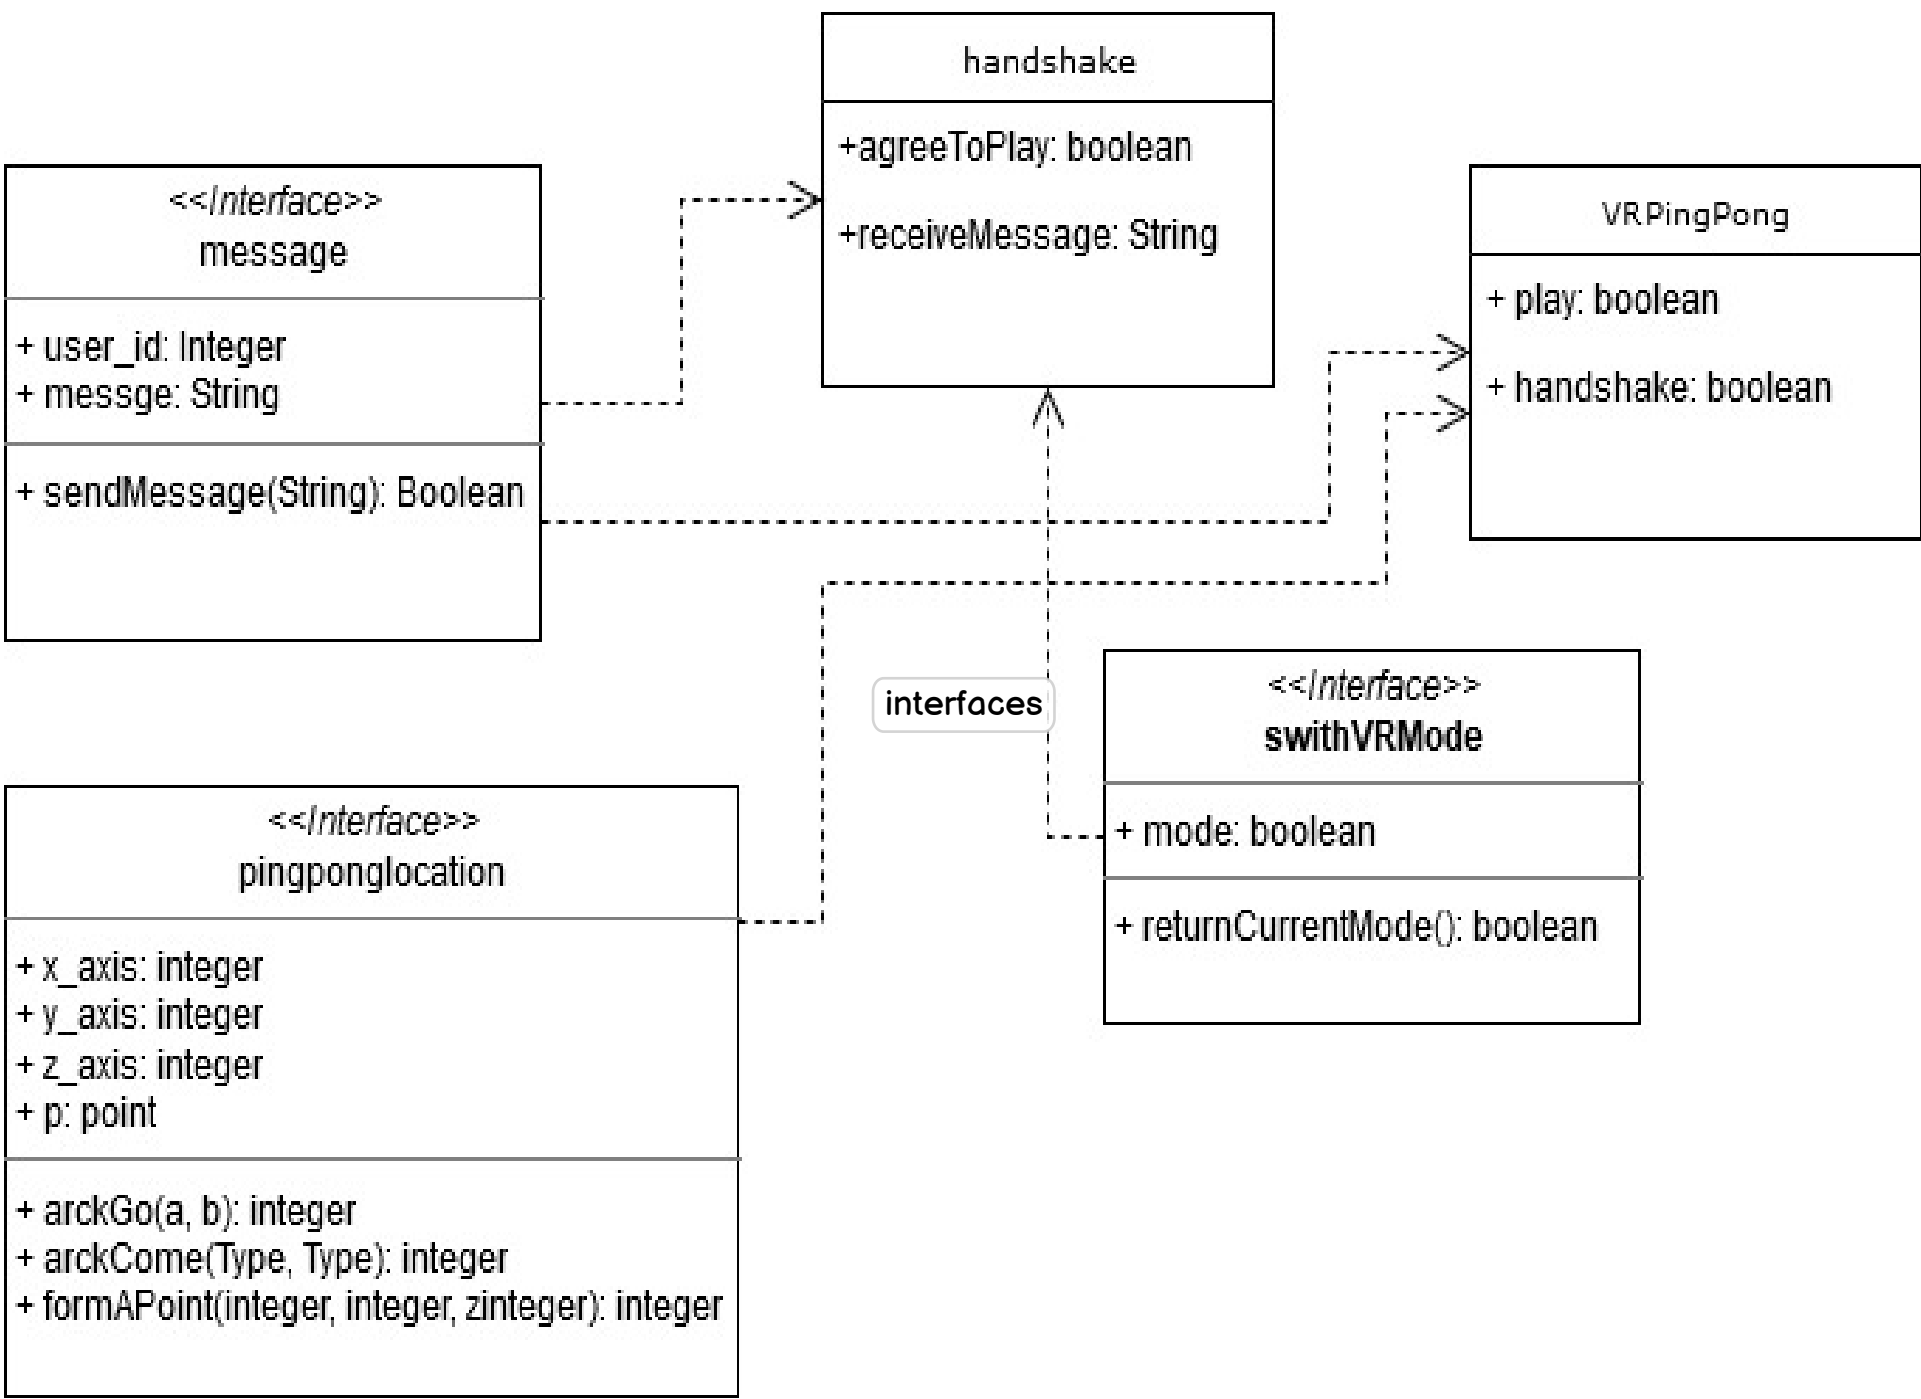 handshake
+agreeToPlay: boolean
+receiveMessage: String
<<Interface>>
message
+ user_id: Integer
+ messge: String
+ sendMessage(String): Boolean
VRPingPong
+ play: boolean
+ handshake: boolean
interfaces
<<Interface>>
swithVRMode
+ mode: boolean
+ returnCurrentMode(): boolean
<<Interface>>
pingponglocation
+ x_axis: integer
+ y_axis: integer
+ z_axis: integer
+ p: point
+ arckGo(a, b): integer
+ arckCome(Type, Type): integer
+ formAPoint(integer, integer, zinteger): integer